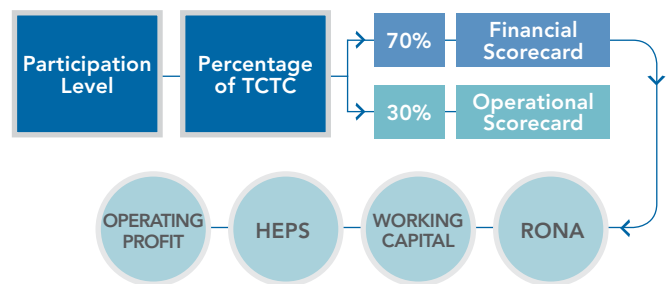 Participation
Level
Percentage
of TCTC
70%
Financial
Scorecard
30%
Operational
Scorecard
OPERATING
PROFIT
HEPS
WORKING
CAPITAL
RONA